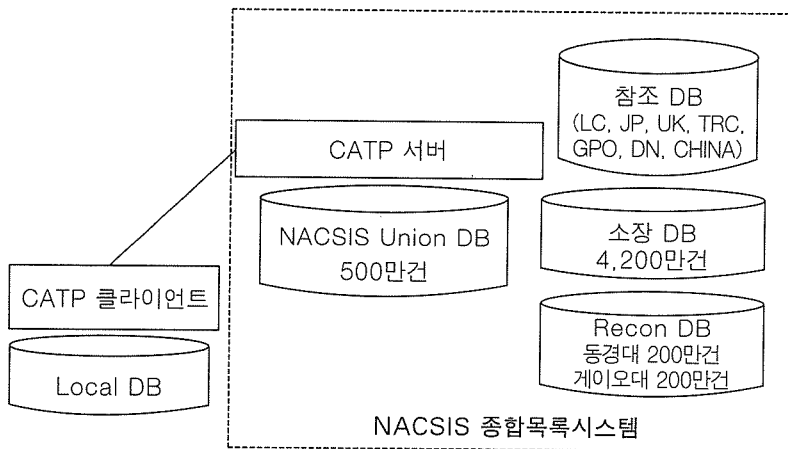 참조 DB
(LC, JP, UK, TRC,
GPO, DN, CHINA)
CATP 서버
NACSIS Union DB
500만건
소장 DB
4,200만건
CATP 클라이언트
Local DB
Recon DB
동경대 200만건
게이오대 200만건
NACSIS 종합목록시스템